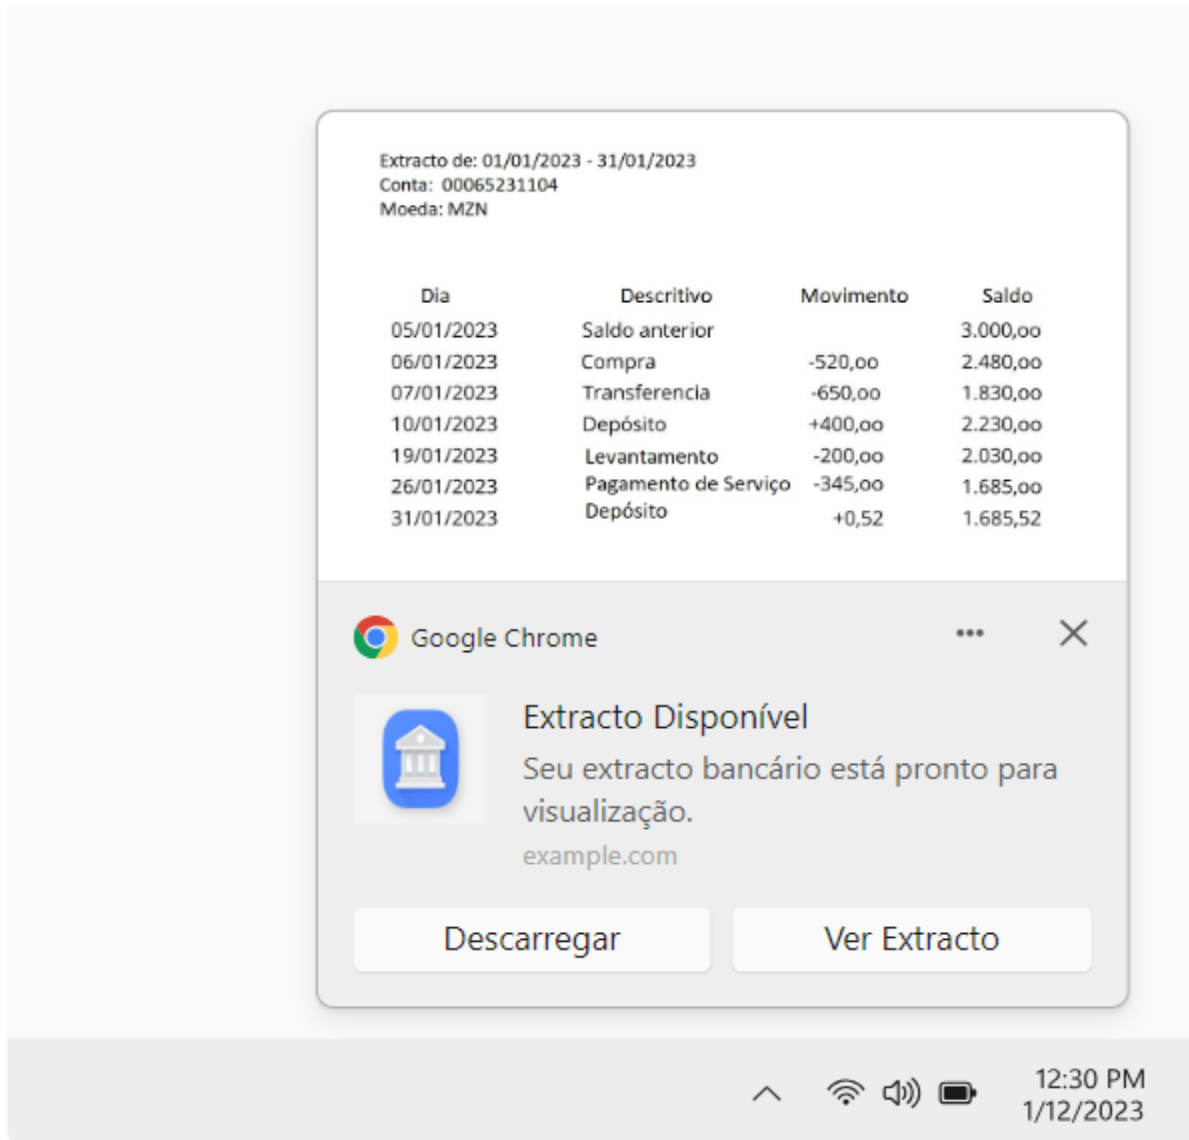 Extracto de: 01/01/2023 - 31/01/2023
Conta: 00065231104
Moeda: MZN
Dia Descritivo Movimento Saldo
05/01/2023 Saldo anterior 3.000,oo
06/01/2023 Compra -520,oo 2.480,oo
07/01/2023 Transferencia -650,oo 1.830,oo
10/01/2023 Depósito +400,oo 2.230,oo
19/01/2023 Levantamento -200,oo 2.030,oo
26/01/2023 Pagamento de Serviço -345,oo 1.685,oo
31/01/2023 Depósito +0,52 1.685,52
Google Chrome
Extracto Disponível
Seu extracto bancário está pronto para
visualização.
example.com
Descarregar Ver Extracto
12:30 PM
1/12/2023